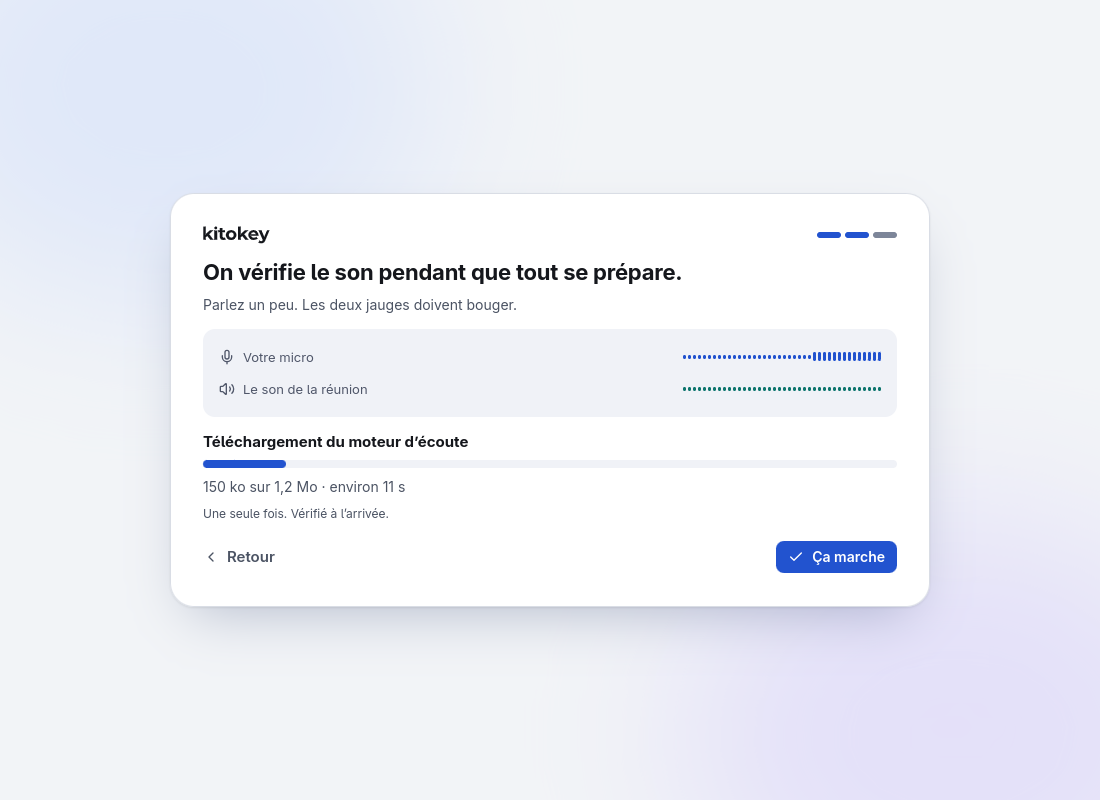 kitokey
On vérifie le son pendant que tout se prépare.
Parlez un peu. Les deux jauges doivent bouger.
Votre micro
Le son de la réunion
Téléchargement du moteur d’écoute
150 ko sur 1,2 Mo · environ 11 s
Une seule fois. Vérifié à l’arrivée.
Retour
Ça marche